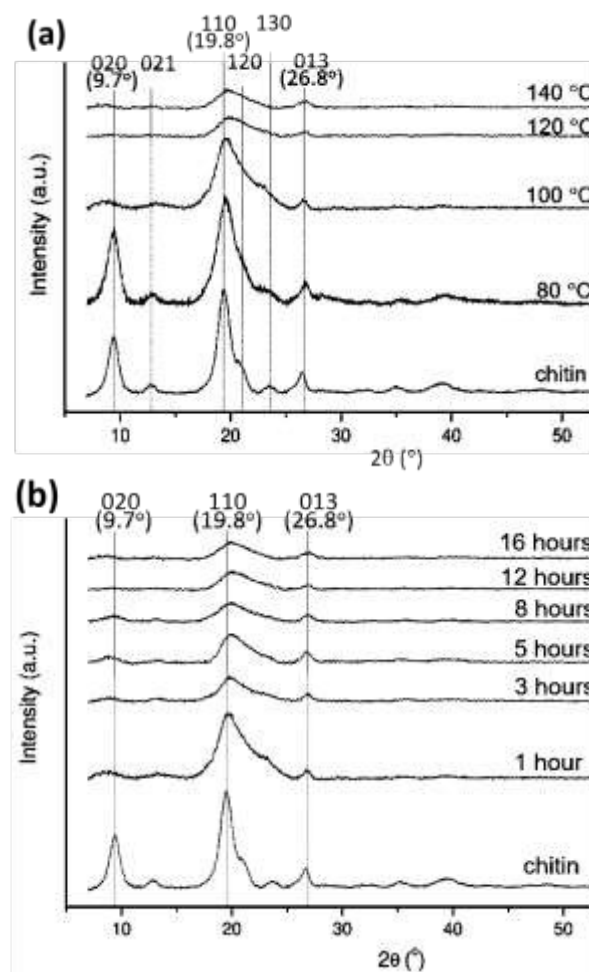 (a)
110 130
020 021 (19.8°) 120 013
(9.7°) (26.8°)
140 °C
120 °C
100 °C
80 °C
chitin
Intensity (a.u.)
10 20 30 40 50
2θ (°)
(b)
020 110 013
(9.7°) (19.8°) (26.8°)
16 hours
12 hours
8 hours
5 hours
3 hours
1 hour
chitin
Intensity (a.u.)
10 20 30 40 50
2θ (°)